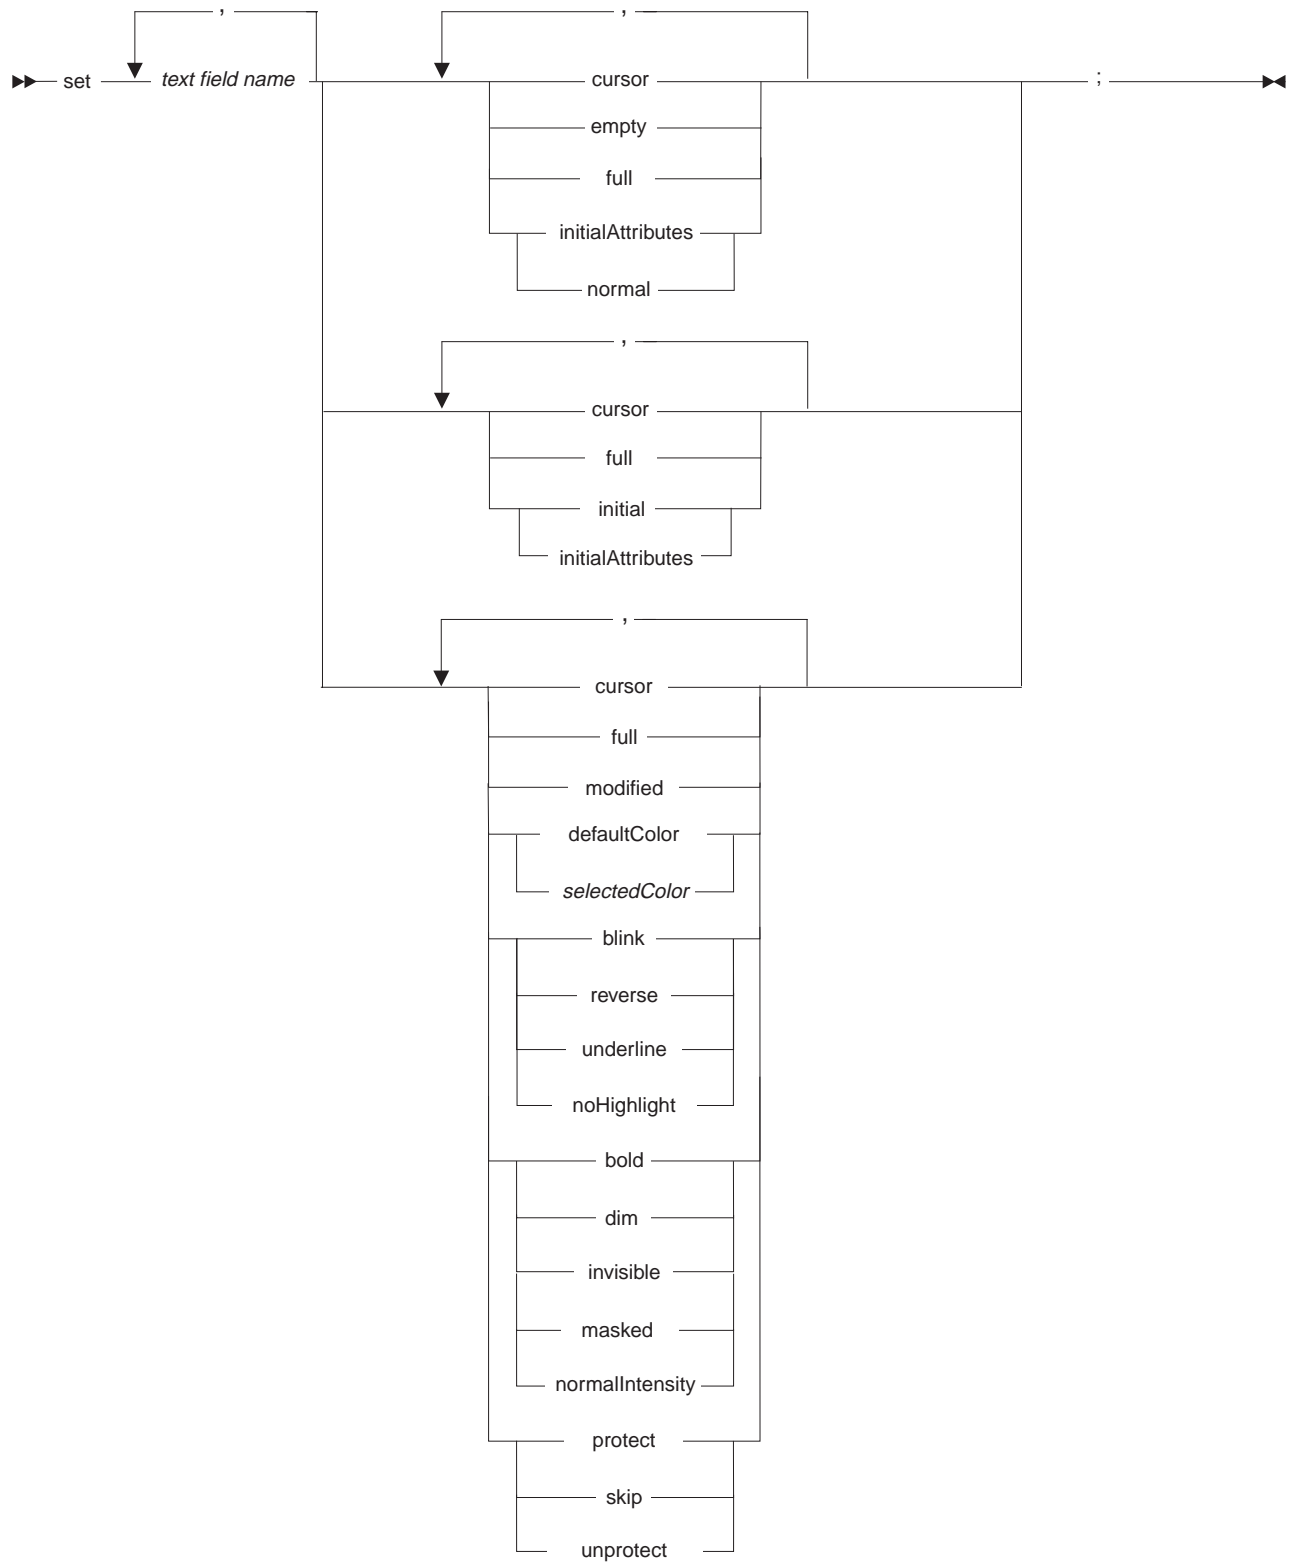 , ,
set text field name cursor ;
empty
full
initialAttributes
normal
,
cursor
full
initial
initialAttributes
,
cursor
full
modified
defaultColor
selectedColor
blink
reverse
underline
noHighlight
bold
dim
invisible
masked
normalIntensity
protect
skip
unprotect